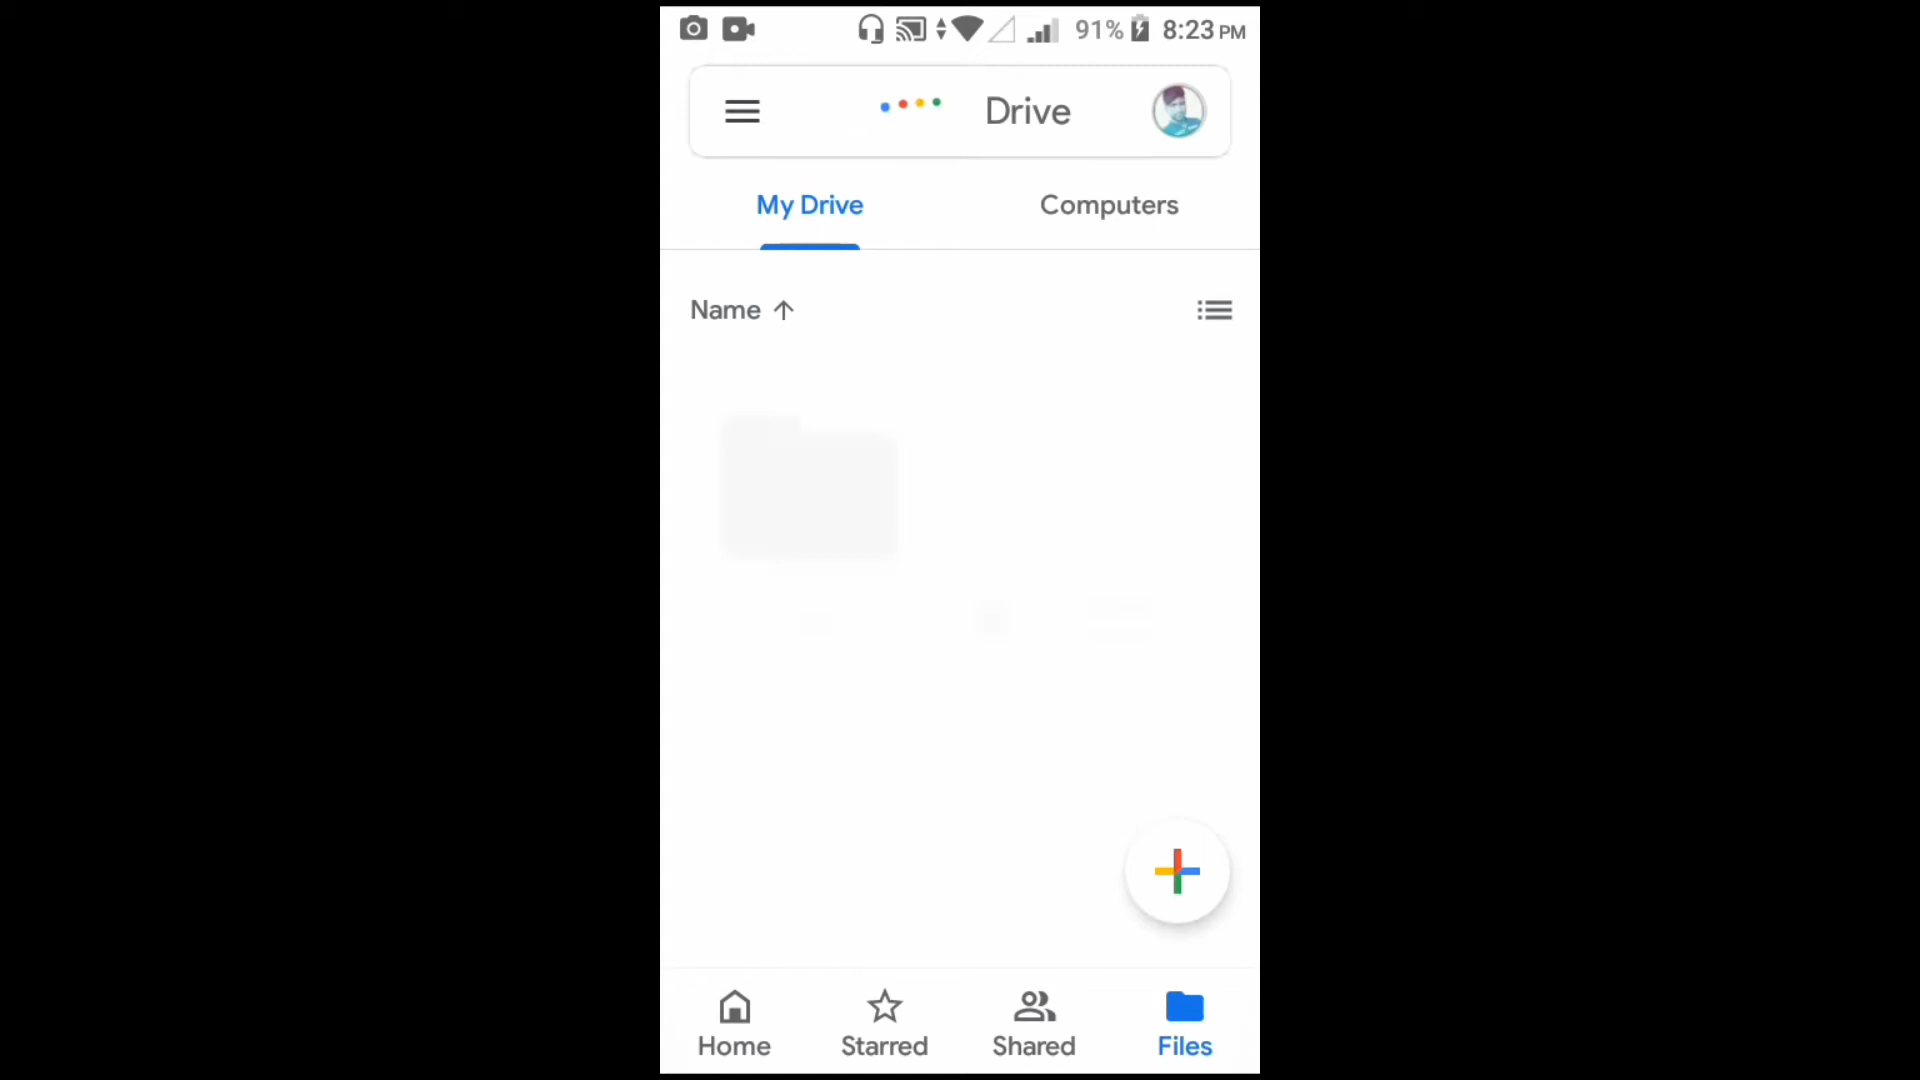 91% 8:23 PM
Drive
My Drive Computers
Name
Home Starred Shared Files